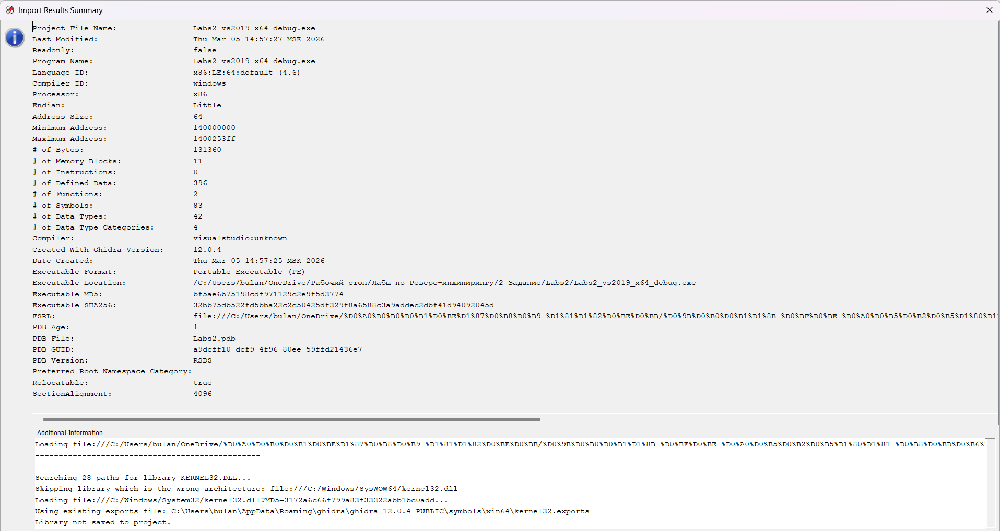 Import Results Summary
Project File Name: Labs2_vs2019_x64_debug.exe
Last Modified: Thu Mar 05 14:57:27 MSK 2026
Readonly: false
Program Name: Labs2_vs2019_x64_debug.exe
Language ID: x86:LE:64:default (4.6)
Compiler ID: windows
Processor: x86
Endian: Little
Address Size: 64
Minimum Address: 140000000
Maximum Address: 1400253ff
# of Bytes: 131360
# of Memory Blocks: 11
# of Instructions: 0
# of Defined Data: 396
# of Functions: 2
# of Symbols: 83
# of Data Types: 42
# of Data Type Categories: 4
Compiler: visualstudio:unknown
Created With Ghidra Version: 12.0.4
Date Created: Thu Mar 05 14:57:25 MSK 2026
Executable Format: Portable Executable (PE)
Executable Location: /C:/Users/bulan/OneDrive/Рабочий стол/Лабы по Реверс-инжинирингу/2 Задание/Labs2/Labs2_vs2019_x64_debug.exe
Executable MD5: bf5ae6b75198cdf971129c2e9f5d3774
Executable SHA256: 32bb75db522fd5bba22c2c50425df329f8a6588c3a9addec2dbf41d94092045d
FSRL: file:///C:/Users/bulan/OneDrive/%D0%A0%D0%B0%D0%B1%D0%BE%D1%87%D0%B8%D0%B9 %D1%81%D1%82%D0%BE%D0%BB/%D0%9B%D0%B0%D0%B1%D1%8B %D0%BF%D0%BE %D0%A0%D0%B5%D0%B2%D0%B5%D1%80%D1%
PDB Age: 1
PDB File: Labs2.pdb
PDB GUID: a9dcff10-dcf9-4f96-80ee-59ffd21436e7
PDB Version: RSDS
Preferred Root Namespace Category:
Relocatable: true
SectionAlignment: 4096
Additional Information
Loading file:///C:/Users/bulan/OneDrive/%D0%A0%D0%B0%D0%B1%D0%BE%D1%87%D0%B8%D0%B9 %D1%81%D1%82%D0%BE%D0%BB/%D0%9B%D0%B0%D0%B1%D1%8B %D0%BF%D0%BE %D0%A0%D0%B5%D0%B2%D0%B5%D1%80%D1%81-%D0%B8%D0%BD%D0%B6%
------------------------------------------------
Searching 28 paths for library KERNEL32.DLL...
Skipping library which is the wrong architecture: file:///C:/Windows/SysWOW64/kernel32.dll
Loading file:///C:/Windows/System32/kernel32.dll?MD5=3172a6c66f799a83f33322abb1bc0add...
Using existing exports file: C:\Users\bulan\AppData\Roaming\ghidra\ghidra_12.0.4_PUBLIC\symbols\win64\kernel32.exports
Library not saved to project.